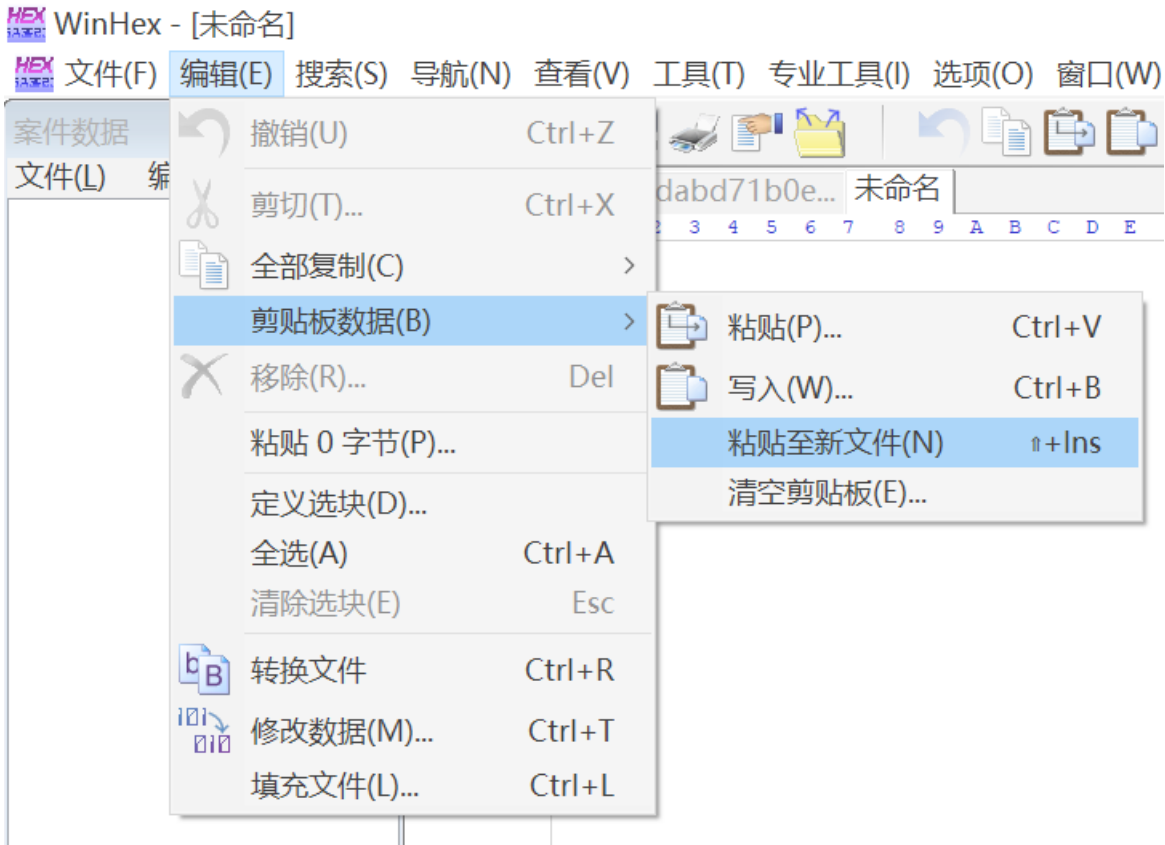 WinHex - [未命名]
文件(F) 编辑(E) 搜索(S) 导航(N) 查看(V) 工具(T) 专业工具(I) 选项(O) 窗口(W)
案件数据
文件(L) 编
撤销(U) Ctrl+Z
剪切(T)... Ctrl+X
全部复制(C)
剪贴板数据(B)
移除(R)... Del
粘贴 0 字节(P)...
定义选块(D)...
全选(A) Ctrl+A
清除选块(E) Esc
转换文件 Ctrl+R
修改数据(M)... Ctrl+T
填充文件(L)... Ctrl+L
dabd71b0e... 未命名
3 4 5 6 7 8 9 A B C D E
粘贴(P)... Ctrl+V
写入(W)... Ctrl+B
粘贴至新文件(N) ⇑+Ins
清空剪贴板(E)...